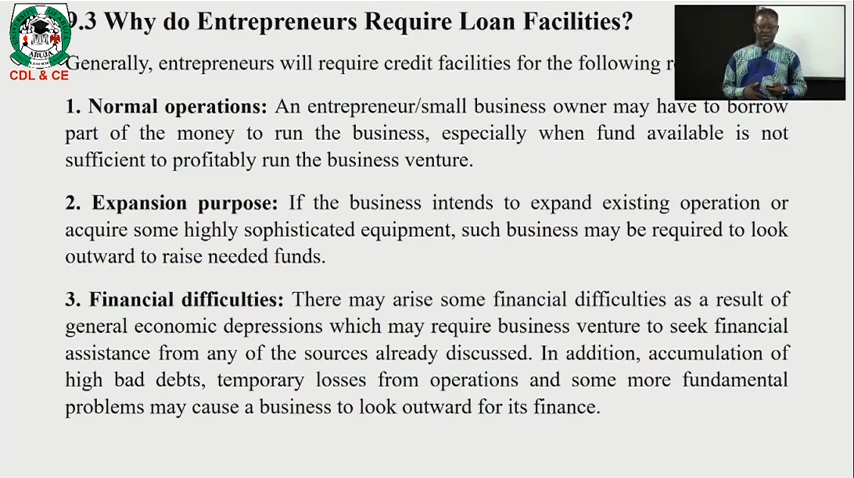 9.3 Why do Entrepreneurs Require Loan Facilities?
ABUJA
CDL & CE
Generally, entrepreneurs will require credit facilities for the following
1. Normal operations: An entrepreneur/small business owner may have to borrow
part of the money to run the business, especially when fund available is not
sufficient to profitably run the business venture.
2. Expansion purpose: If the business intends to expand existing operation or
acquire some highly sophisticated equipment, such business may be required to look
outward to raise needed funds.
3. Financial difficulties: There may arise some financial difficulties as a result of
general economic depressions which may require business venture to seek financial
assistance from any of the sources already discussed. In addition, accumulation of
high bad debts, temporary losses from operations and some more fundamental
problems may cause a business to look outward for its finance.